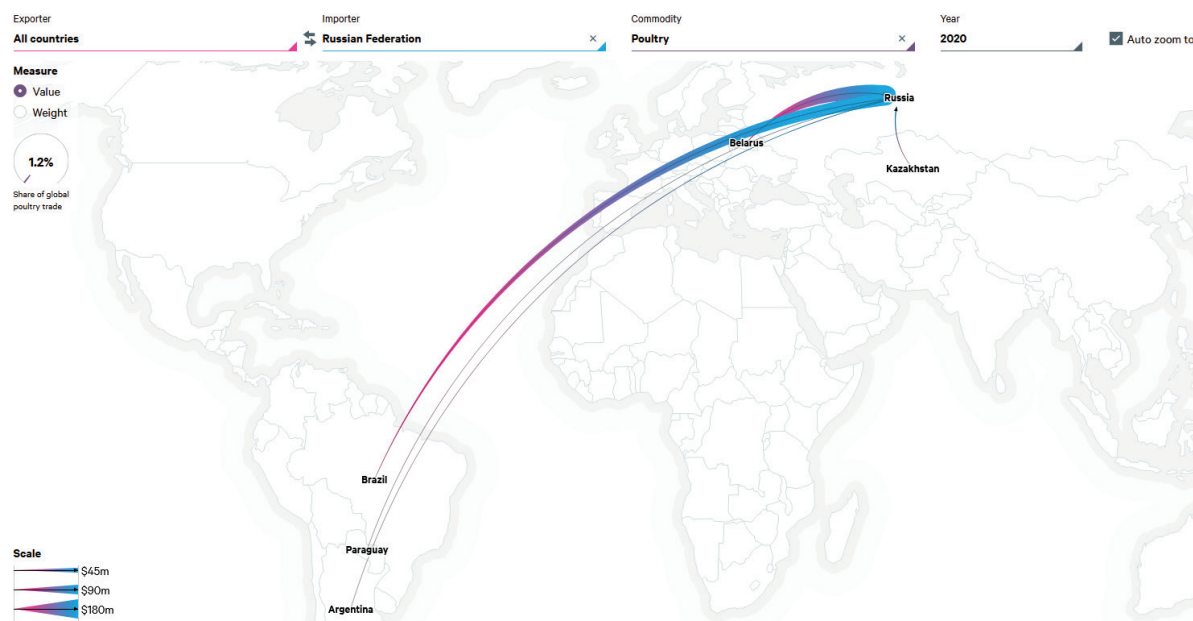 Exporter
All countries
Importer
Russian Federation ×
Commodity
Poultry ×
Year
2020
Auto zoom to
Measure
Value
Weight
1.2%
Share of global
poultry trade
Russia
Belarus
Kazakhstan
Brazil
Paraguay
Argentina
Scale
$45m
$90m
$180m